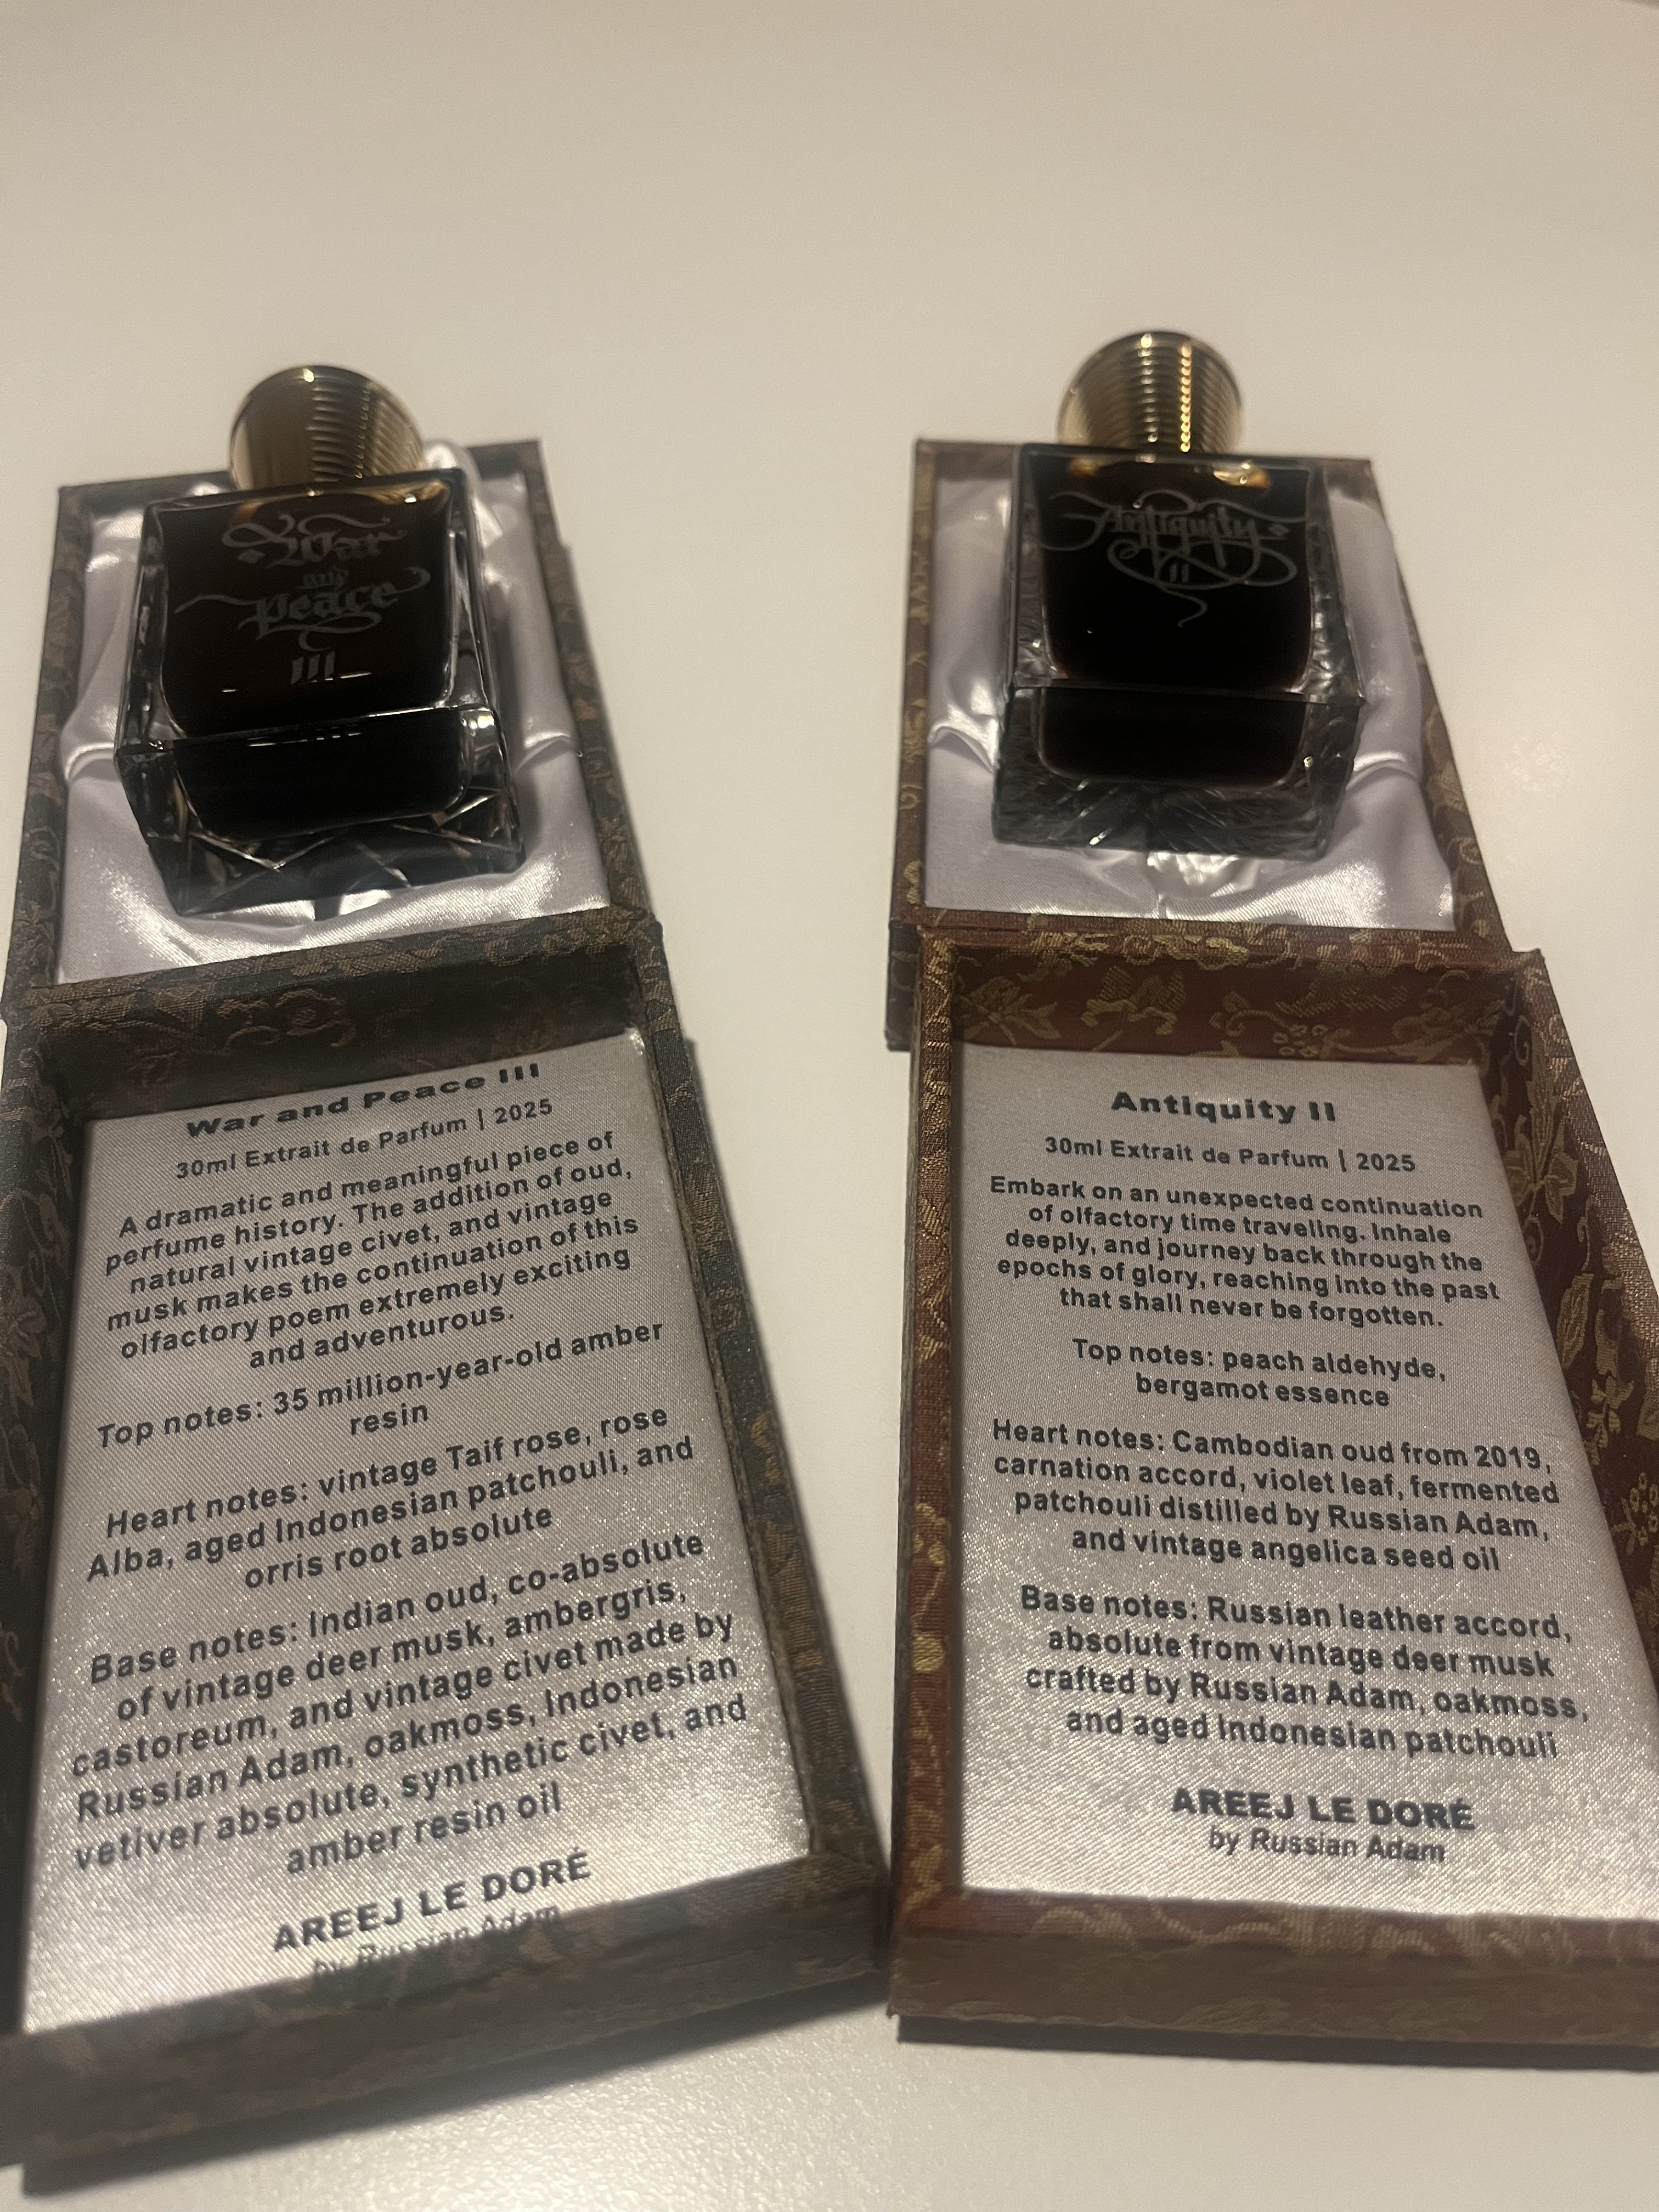 War
and
Peace
III
War and Peace III
30ml Extrait de Parfum | 2025
A dramatic and meaningful piece of
perfume history. The addition of oud,
natural vintage civet, and vintage
musk makes the continuation of this
olfactory poem extremely exciting
and adventurous.
Top notes: 35 million-year-old amber
resin
Heart notes: vintage Taif rose, rose
Alba, aged Indonesian patchouli, and
orris root absolute
Base notes: Indian oud, co-absolute
of vintage deer musk, ambergris,
castoreum, and vintage civet made by
Russian Adam, oakmoss, Indonesian
vetiver absolute, synthetic civet, and
amber resin oil
AREEJ LE DORÉ
by Russian Adam
Antiquity
II
Antiquity II
30ml Extrait de Parfum | 2025
Embark on an unexpected continuation
of olfactory time traveling. Inhale
deeply, and journey back through the
epochs of glory, reaching into the past
that shall never be forgotten.
Top notes: peach aldehyde,
bergamot essence
Heart notes: Cambodian oud from 2019,
carnation accord, violet leaf, fermented
patchouli distilled by Russian Adam,
and vintage angelica seed oil
Base notes: Russian leather accord,
absolute from vintage deer musk
crafted by Russian Adam, oakmoss,
and aged Indonesian patchouli
AREEJ LE DORÉ
by Russian Adam